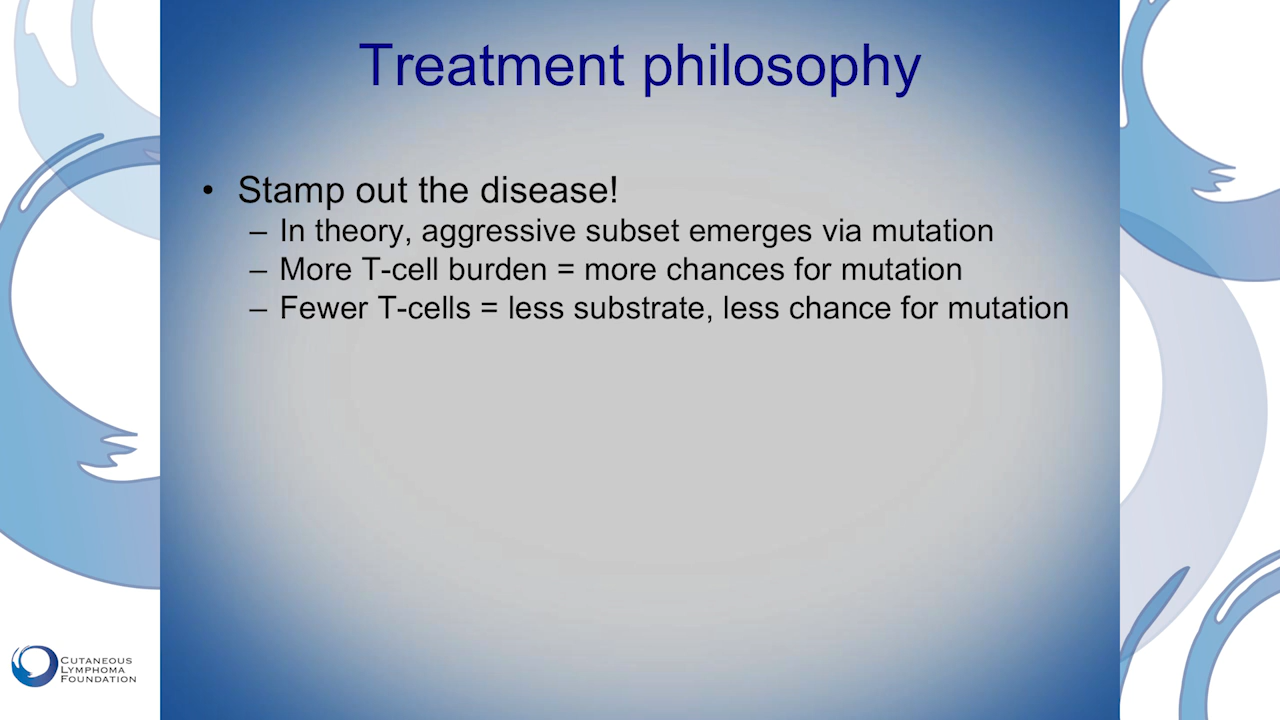 Treatment philosophy
• Stamp out the disease!
– In theory, aggressive subset emerges via mutation
– More T-cell burden = more chances for mutation
– Fewer T-cells = less substrate, less chance for mutation
CUTANEOUS
LYMPHOMA
FOUNDATION